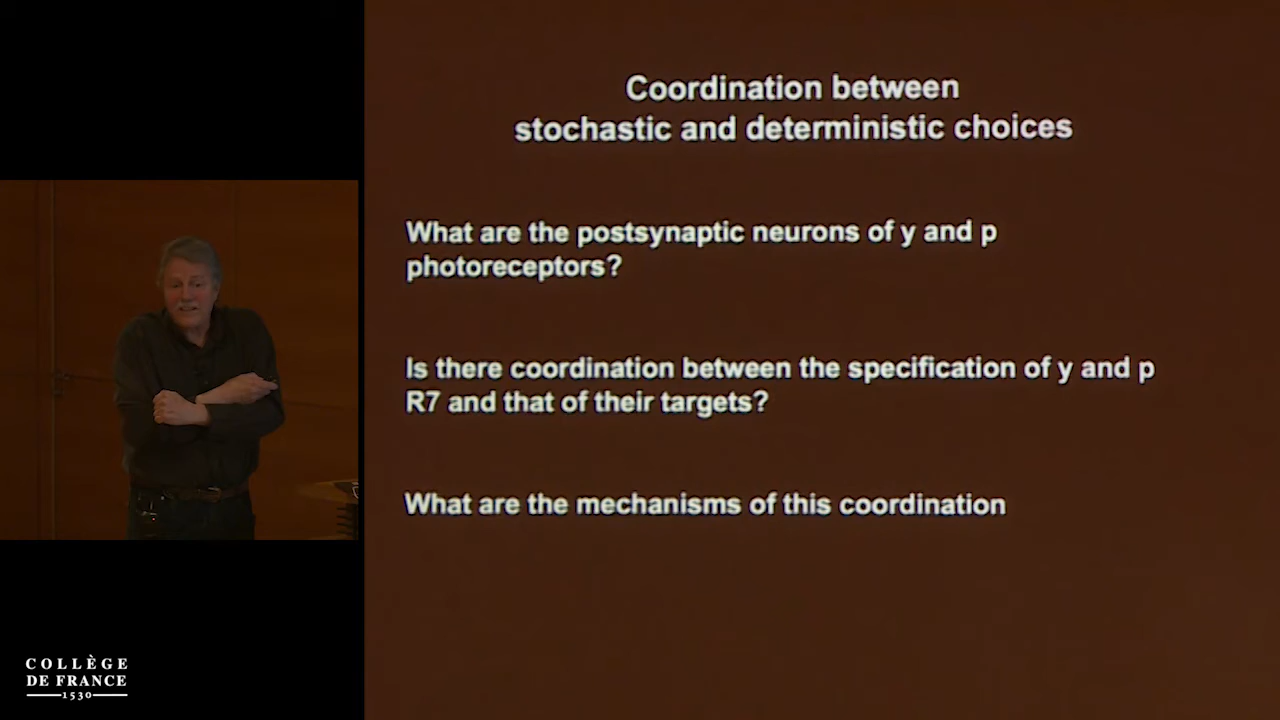 Coordination between
stochastic and deterministic choices
What are the postsynaptic neurons of y and p
photoreceptors?
Is there coordination between the specification of y and p
R7 and that of their targets?
What are the mechanisms of this coordination
COLLÈGE
DE FRANCE
1530